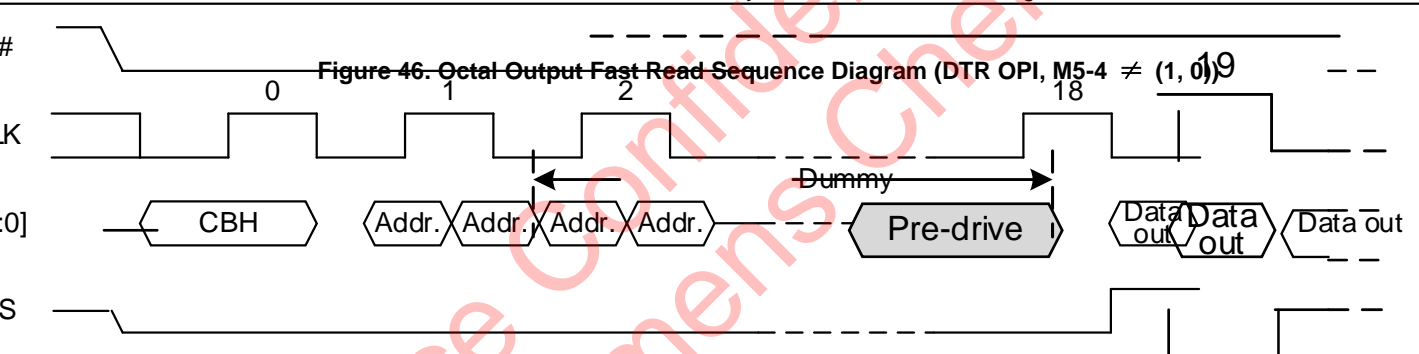 #
Figure 46. Octal Output Fast Read Sequence Diagram (DTR OPI, M5-4 ≠ (1, 0))
0 1 2 18 19
LK
Dummy
:0] CBH Addr. Addr. Addr. Addr. Pre-drive Data out Data out Data out
S